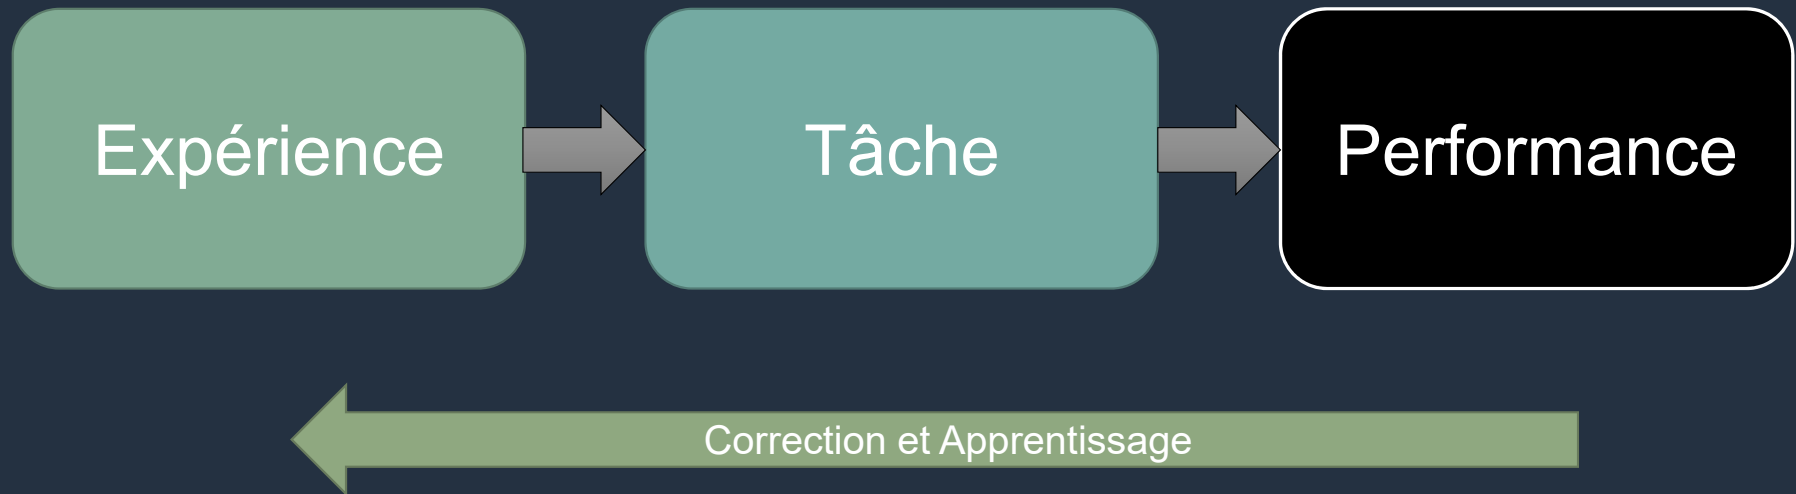 Expérience
Tâche
Performance
Correction et Apprentissage